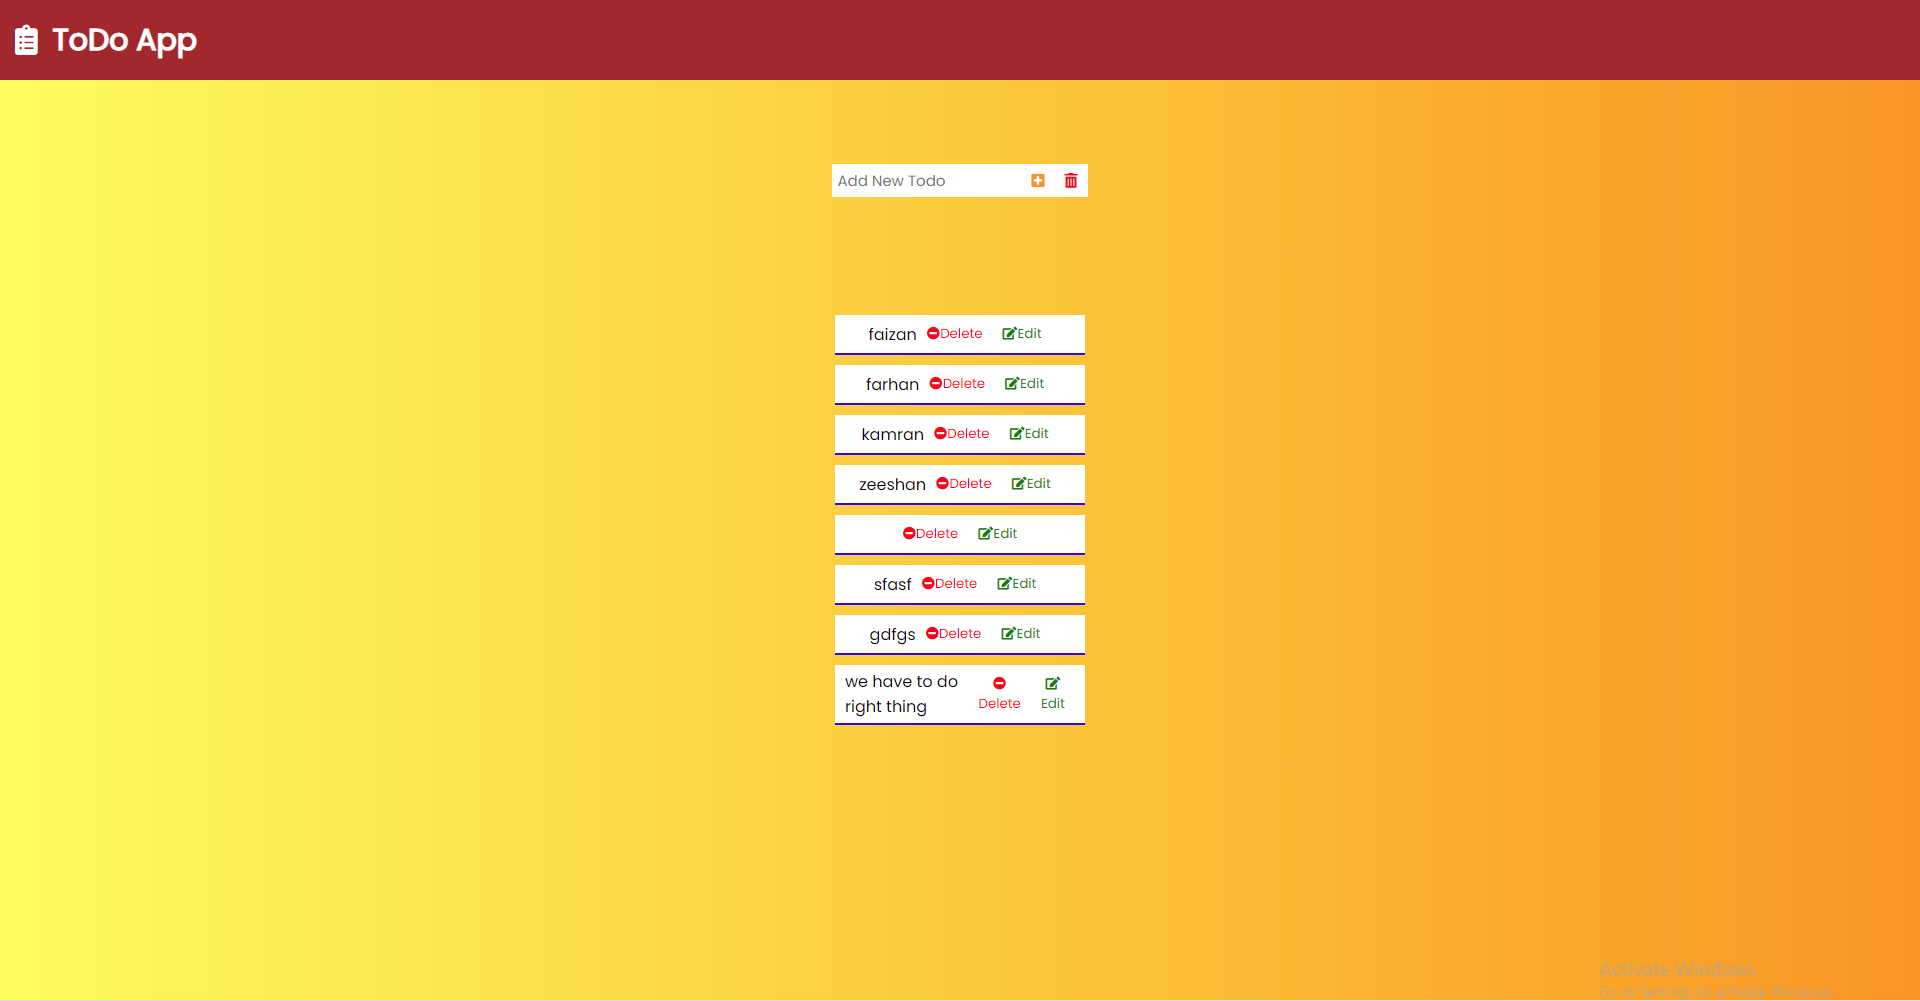 ToDo App
Add New Todo
faizan Delete Edit
farhan Delete Edit
kamran Delete Edit
zeeshan Delete Edit
Delete Edit
sfasf Delete Edit
gdfgs Delete Edit
we have to do
right thing Delete Edit
Activate Windows
Go to Settings to activate Windows.